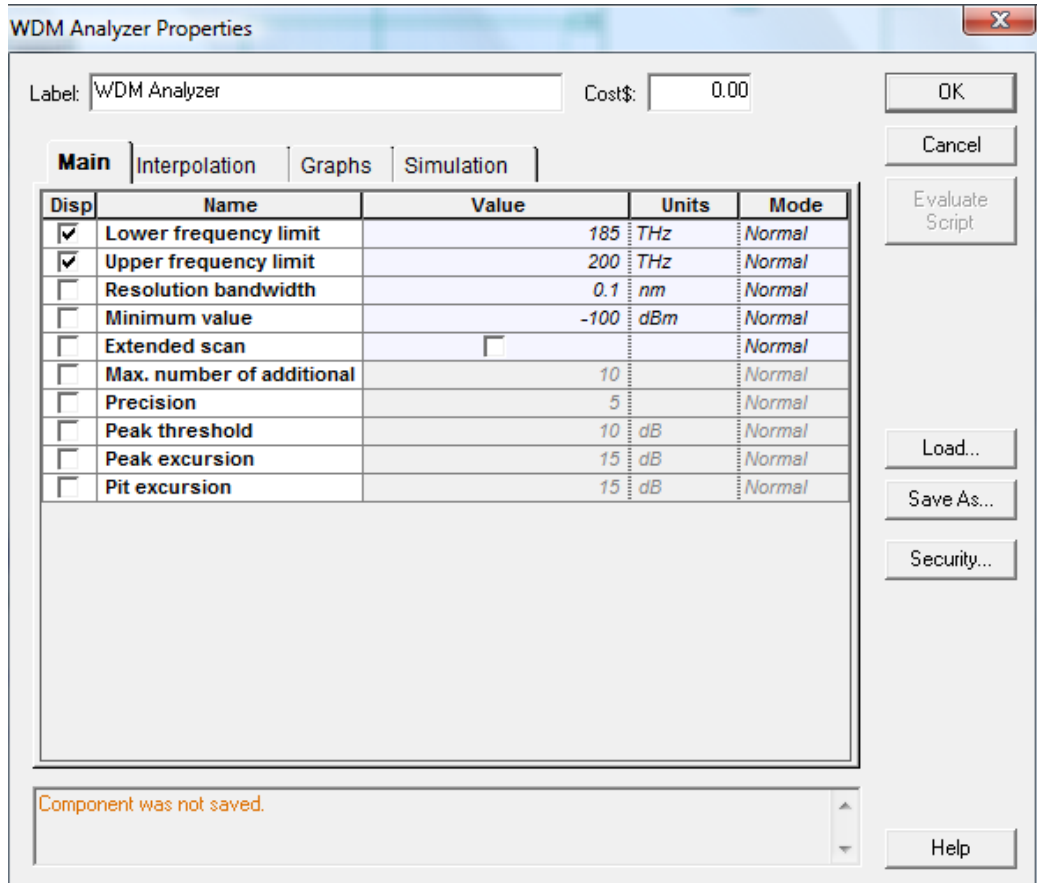 WDM Analyzer Properties
Label: WDM Analyzer Cost$: 0.00 OK
Cancel
Main Interpolation Graphs Simulation
Evaluate Script
Disp Name Value Units Mode
Lower frequency limit 185 THz Normal
Upper frequency limit 200 THz Normal
Resolution bandwidth 0.1 nm Normal
Minimum value -100 dBm Normal
Extended scan Normal
Max. number of additional 10 Normal
Precision 5 Normal
Peak threshold 10 dB Normal
Peak excursion 15 dB Normal
Pit excursion 15 dB Normal
Load...
Save As...
Security...
Component was not saved.
Help